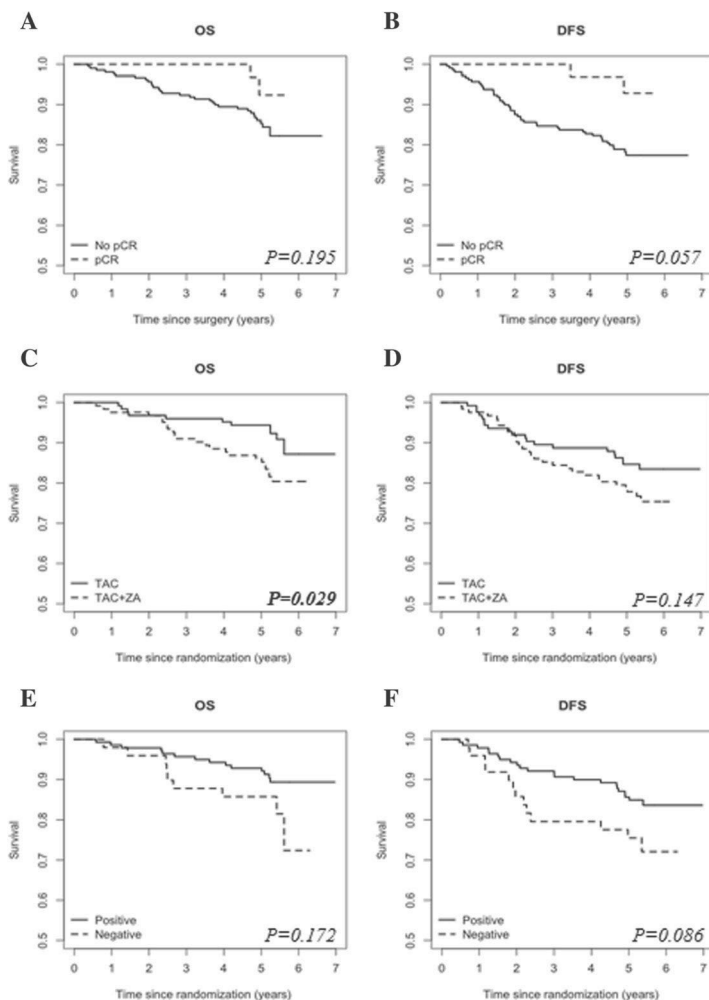 A
OS
Survival
1.0
0.9
0.8
0.7
0.6
0.5
No pCR
pCR
P=0.195
0 1 2 3 4 5 6 7
Time since surgery (years)
B
DFS
Survival
1.0
0.9
0.8
0.7
0.6
0.5
No pCR
pCR
P=0.057
0 1 2 3 4 5 6 7
Time since surgery (years)
C
OS
Survival
1.0
0.9
0.8
0.7
0.6
0.5
TAC
TAC+ZA
P=0.029
0 1 2 3 4 5 6 7
Time since randomization (years)
D
DFS
Survival
1.0
0.9
0.8
0.7
0.6
0.5
TAC
TAC+ZA
P=0.147
0 1 2 3 4 5 6 7
Time since randomization (years)
E
OS
Survival
1.0
0.9
0.8
0.7
0.6
0.5
Positive
Negative
P=0.172
0 1 2 3 4 5 6 7
Time since randomization (years)
F
DFS
Survival
1.0
0.9
0.8
0.7
0.6
0.5
Positive
Negative
P=0.086
0 1 2 3 4 5 6 7
Time since randomization (years)